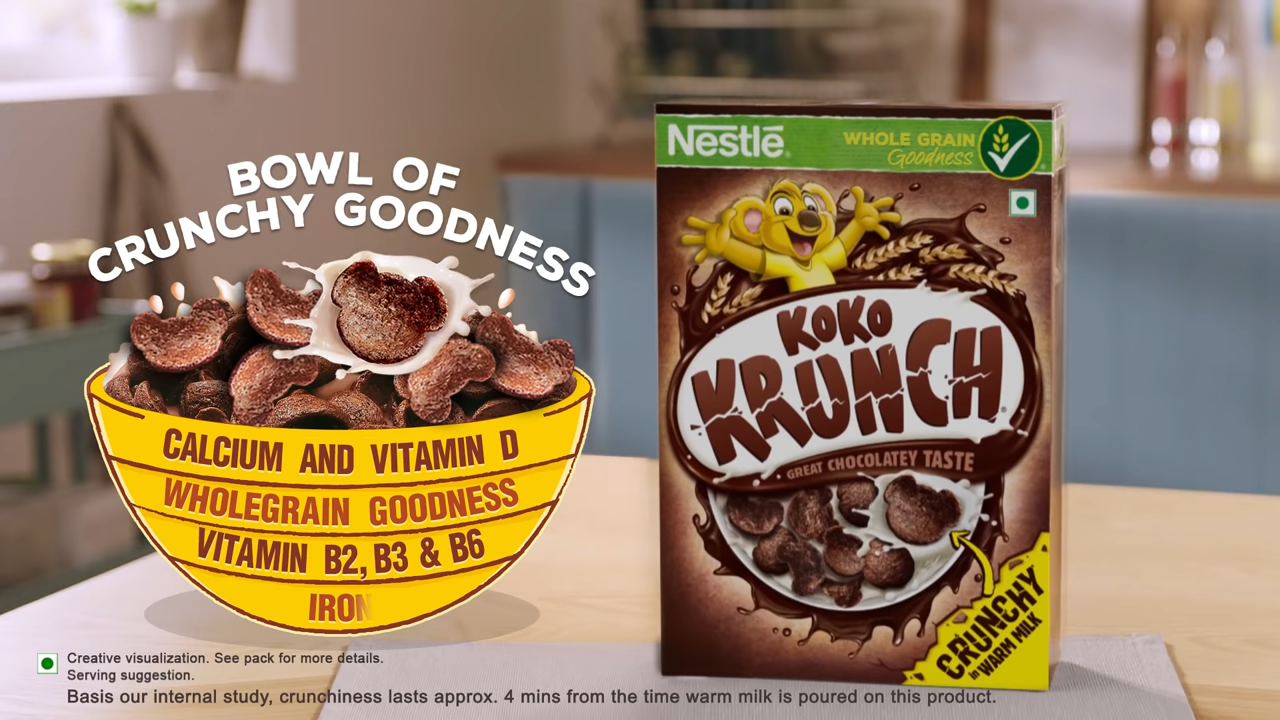 BOWL OF
CRUNCHY GOODNESS
CALCIUM AND VITAMIN D
WHOLEGRAIN GOODNESS
VITAMIN B2, B3 & B6
IRON
Nestlé
WHOLE GRAIN
Goodness
KOKO
KRUNCH
GREAT CHOCOLATEY TASTE
CRUNCHY
in WARM MILK
Creative visualization. See pack for more details.
Serving suggestion.
Basis our internal study, crunchiness lasts approx. 4 mins from the time warm milk is poured on this product.